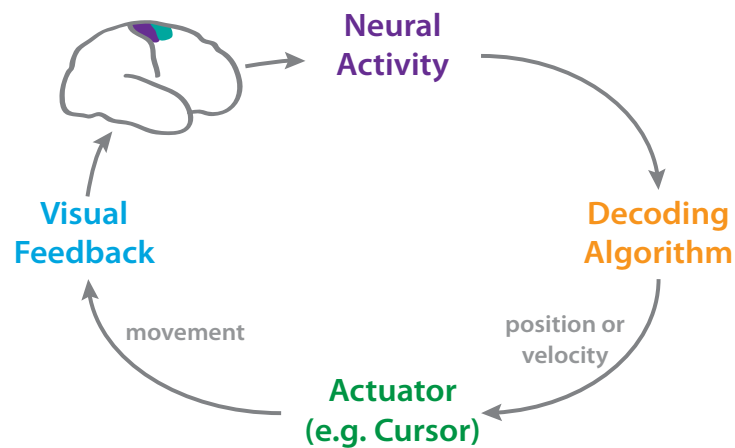 Neural
Activity
Decoding
Algorithm
position or
velocity
Actuator
(e.g. Cursor)
movement
Visual
Feedback